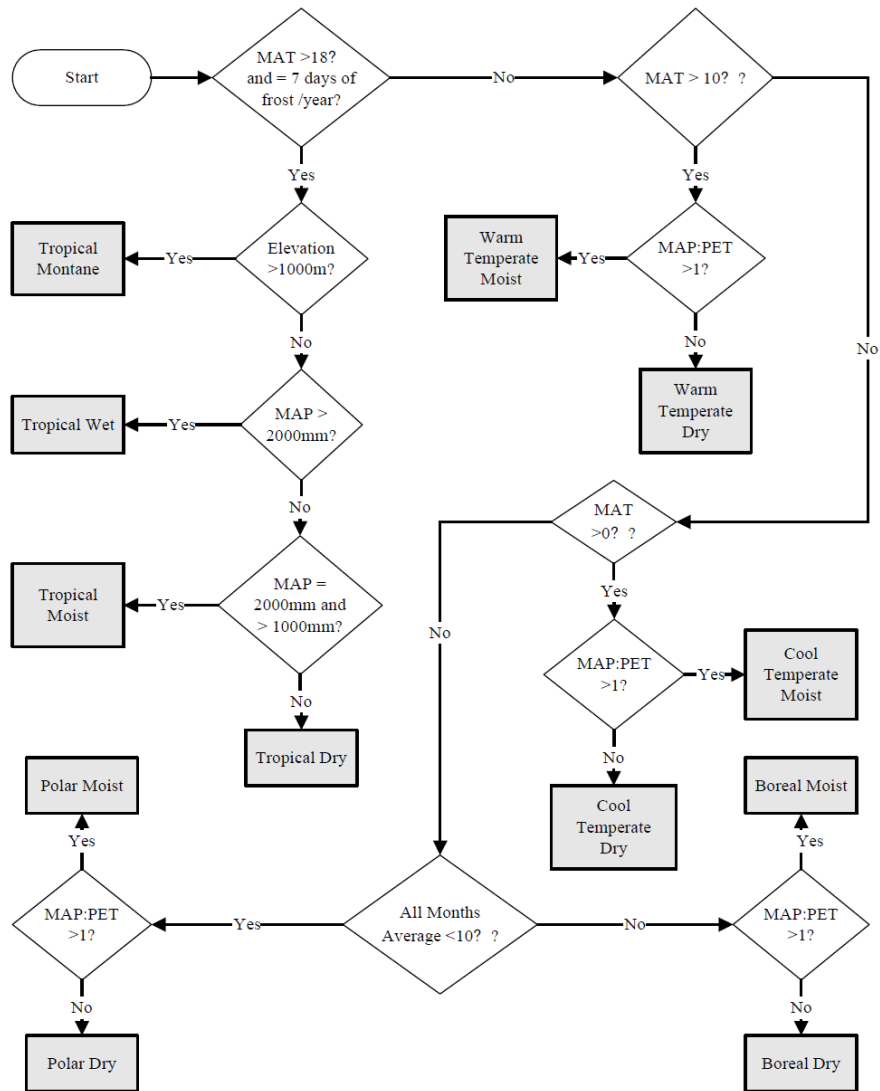 Start
MAT >18?
and = 7 days of
frost /year?
No
MAT > 10? ?
Yes
Yes
Tropical
Montane
Yes
Elevation
>1000m?
Warm
Temperate
Moist
Yes
MAP:PET
>1?
No
No
No
Tropical Wet
Yes
MAP >
2000mm?
Warm
Temperate
Dry
No
MAT
>0? ?
Tropical
Moist
Yes
MAP =
2000mm and
> 1000mm?
Yes
No
MAP:PET
>1?
Yes
Cool
Temperate
Moist
No
Tropical Dry
No
Polar Moist
Cool
Temperate
Dry
Boreal Moist
Yes
Yes
MAP:PET
>1?
Yes
All Months
Average <10? ?
No
MAP:PET
>1?
No
No
Polar Dry
Boreal Dry